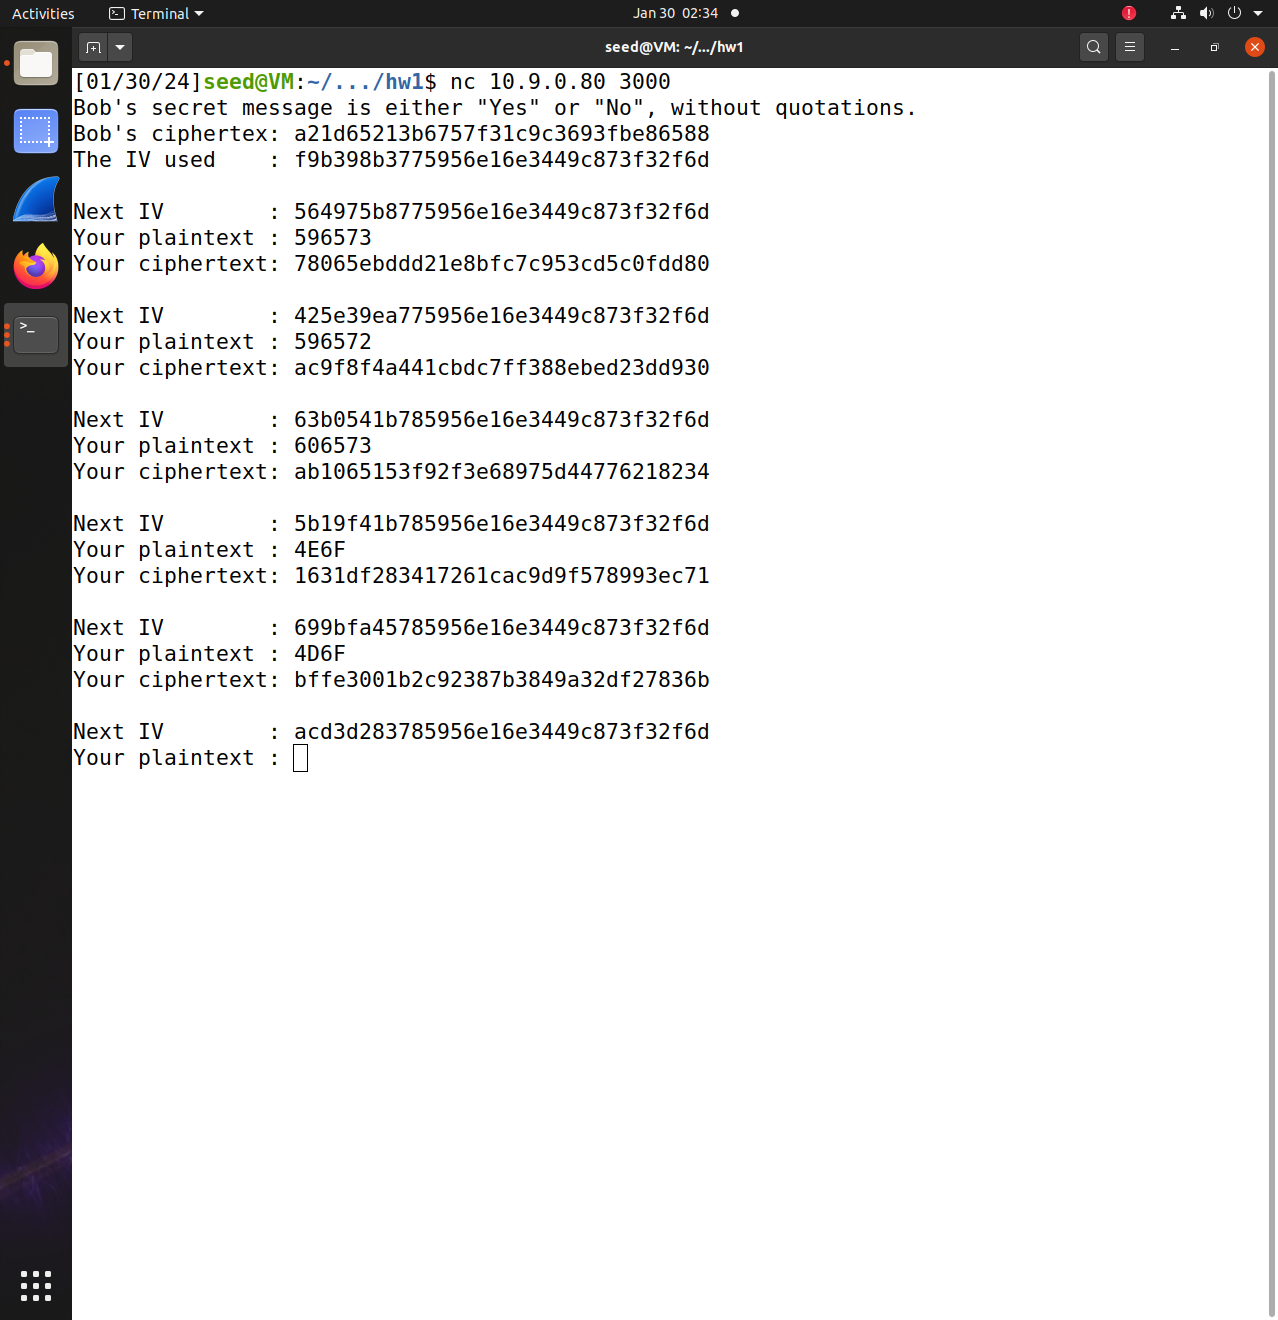 Activities Terminal Jan 30 02:34
seed@VM: ~/.../hw1
[01/30/24]seed@VM:~/.../hw1$ nc 10.9.0.80 3000
Bob's secret message is either "Yes" or "No", without quotations.
Bob's ciphertex: a21d65213b6757f31c9c3693fbe86588
The IV used    : f9b398b3775956e16e3449c873f32f6d

Next IV        : 564975b8775956e16e3449c873f32f6d
Your plaintext : 596573
Your ciphertext: 78065ebddd21e8bfc7c953cd5c0fdd80

Next IV        : 425e39ea775956e16e3449c873f32f6d
Your plaintext : 596572
Your ciphertext: ac9f8f4a441cbdc7ff388ebed23dd930

Next IV        : 63b0541b785956e16e3449c873f32f6d
Your plaintext : 606573
Your ciphertext: ab1065153f92f3e68975d44776218234

Next IV        : 5b19f41b785956e16e3449c873f32f6d
Your plaintext : 4E6F
Your ciphertext: 1631df283417261cac9d9f578993ec71

Next IV        : 699bfa45785956e16e3449c873f32f6d
Your plaintext : 4D6F
Your ciphertext: bffe3001b2c92387b3849a32df27836b

Next IV        : acd3d283785956e16e3449c873f32f6d
Your plaintext :